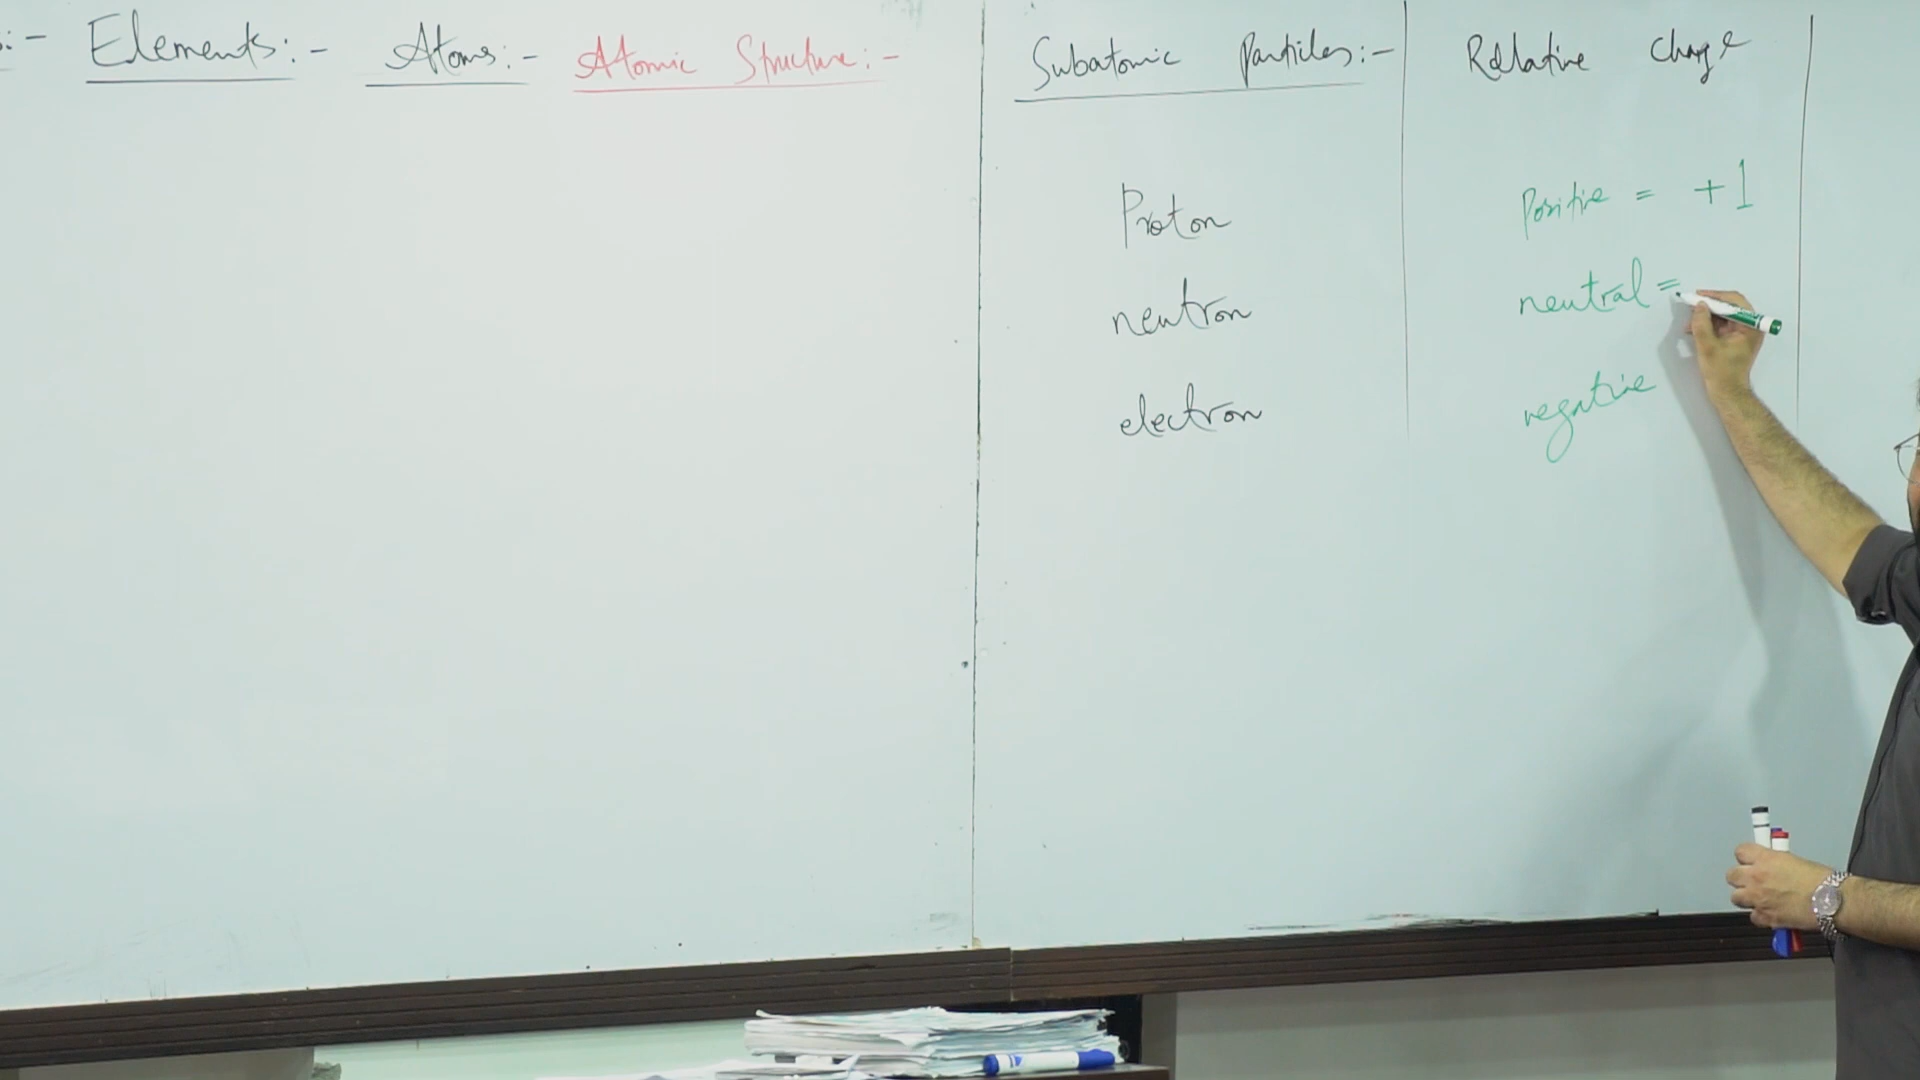 :- Elements:- Atoms:- Atomic Structure:-
Subatomic Particles:- Relative Charge
Proton Positive = +1
neutron neutral =
electron negative